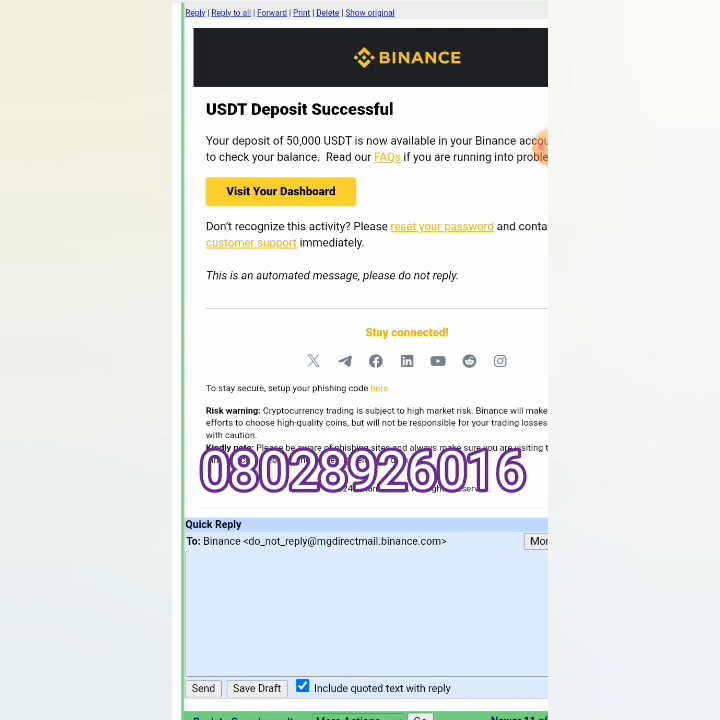 Reply | Reply to all | Forward | Print | Delete | Show original
BINANCE
USDT Deposit Successful
Your deposit of 50,000 USDT is now available in your Binance
to check your balance. Read our FAQs if you are running into
Visit Your Dashboard
Don't recognize this activity? Please reset your password and
customer support immediately.
This is an automated message, please do not reply.
Stay connected!
To stay secure, setup your phishing code here
Risk warning: Cryptocurrency trading is subject to high market risk. Binance will make
efforts to choose high-quality coins, but will not be responsible for your trading losses
with caution.
Kindly note: Please be aware of phishing sites and always make sure you are visiting
08028926016
Quick Reply
To: Binance <do_not_reply@mgdirectmail.binance.com>
Send
Save Draft
Include quoted text with reply
More Actions
Go